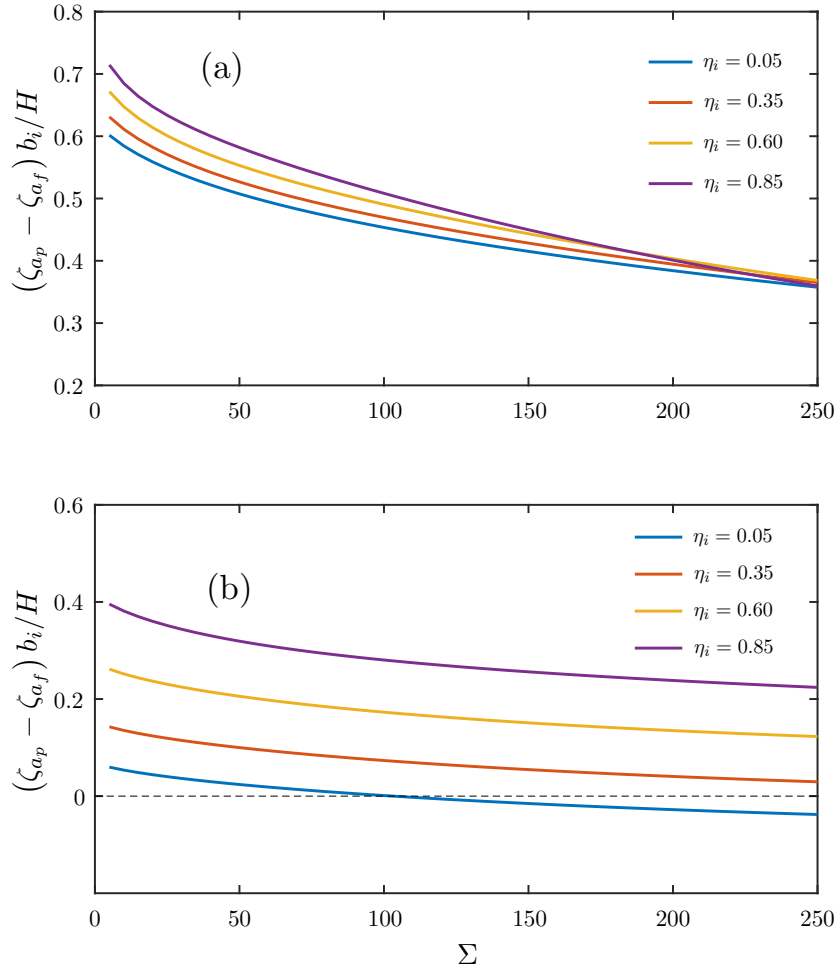 0.8
0.7
0.6
0.5
0.4
0.3
0.2
0 50 100 150 200 250
(ζ_{a_p} − ζ_{a_f}) b_i/H
(a)
η_i = 0.05
η_i = 0.35
η_i = 0.60
η_i = 0.85
0.6
0.4
0.2
0
0 50 100 150 200 250
(ζ_{a_p} − ζ_{a_f}) b_i/H
(b)
η_i = 0.05
η_i = 0.35
η_i = 0.60
η_i = 0.85
Σ